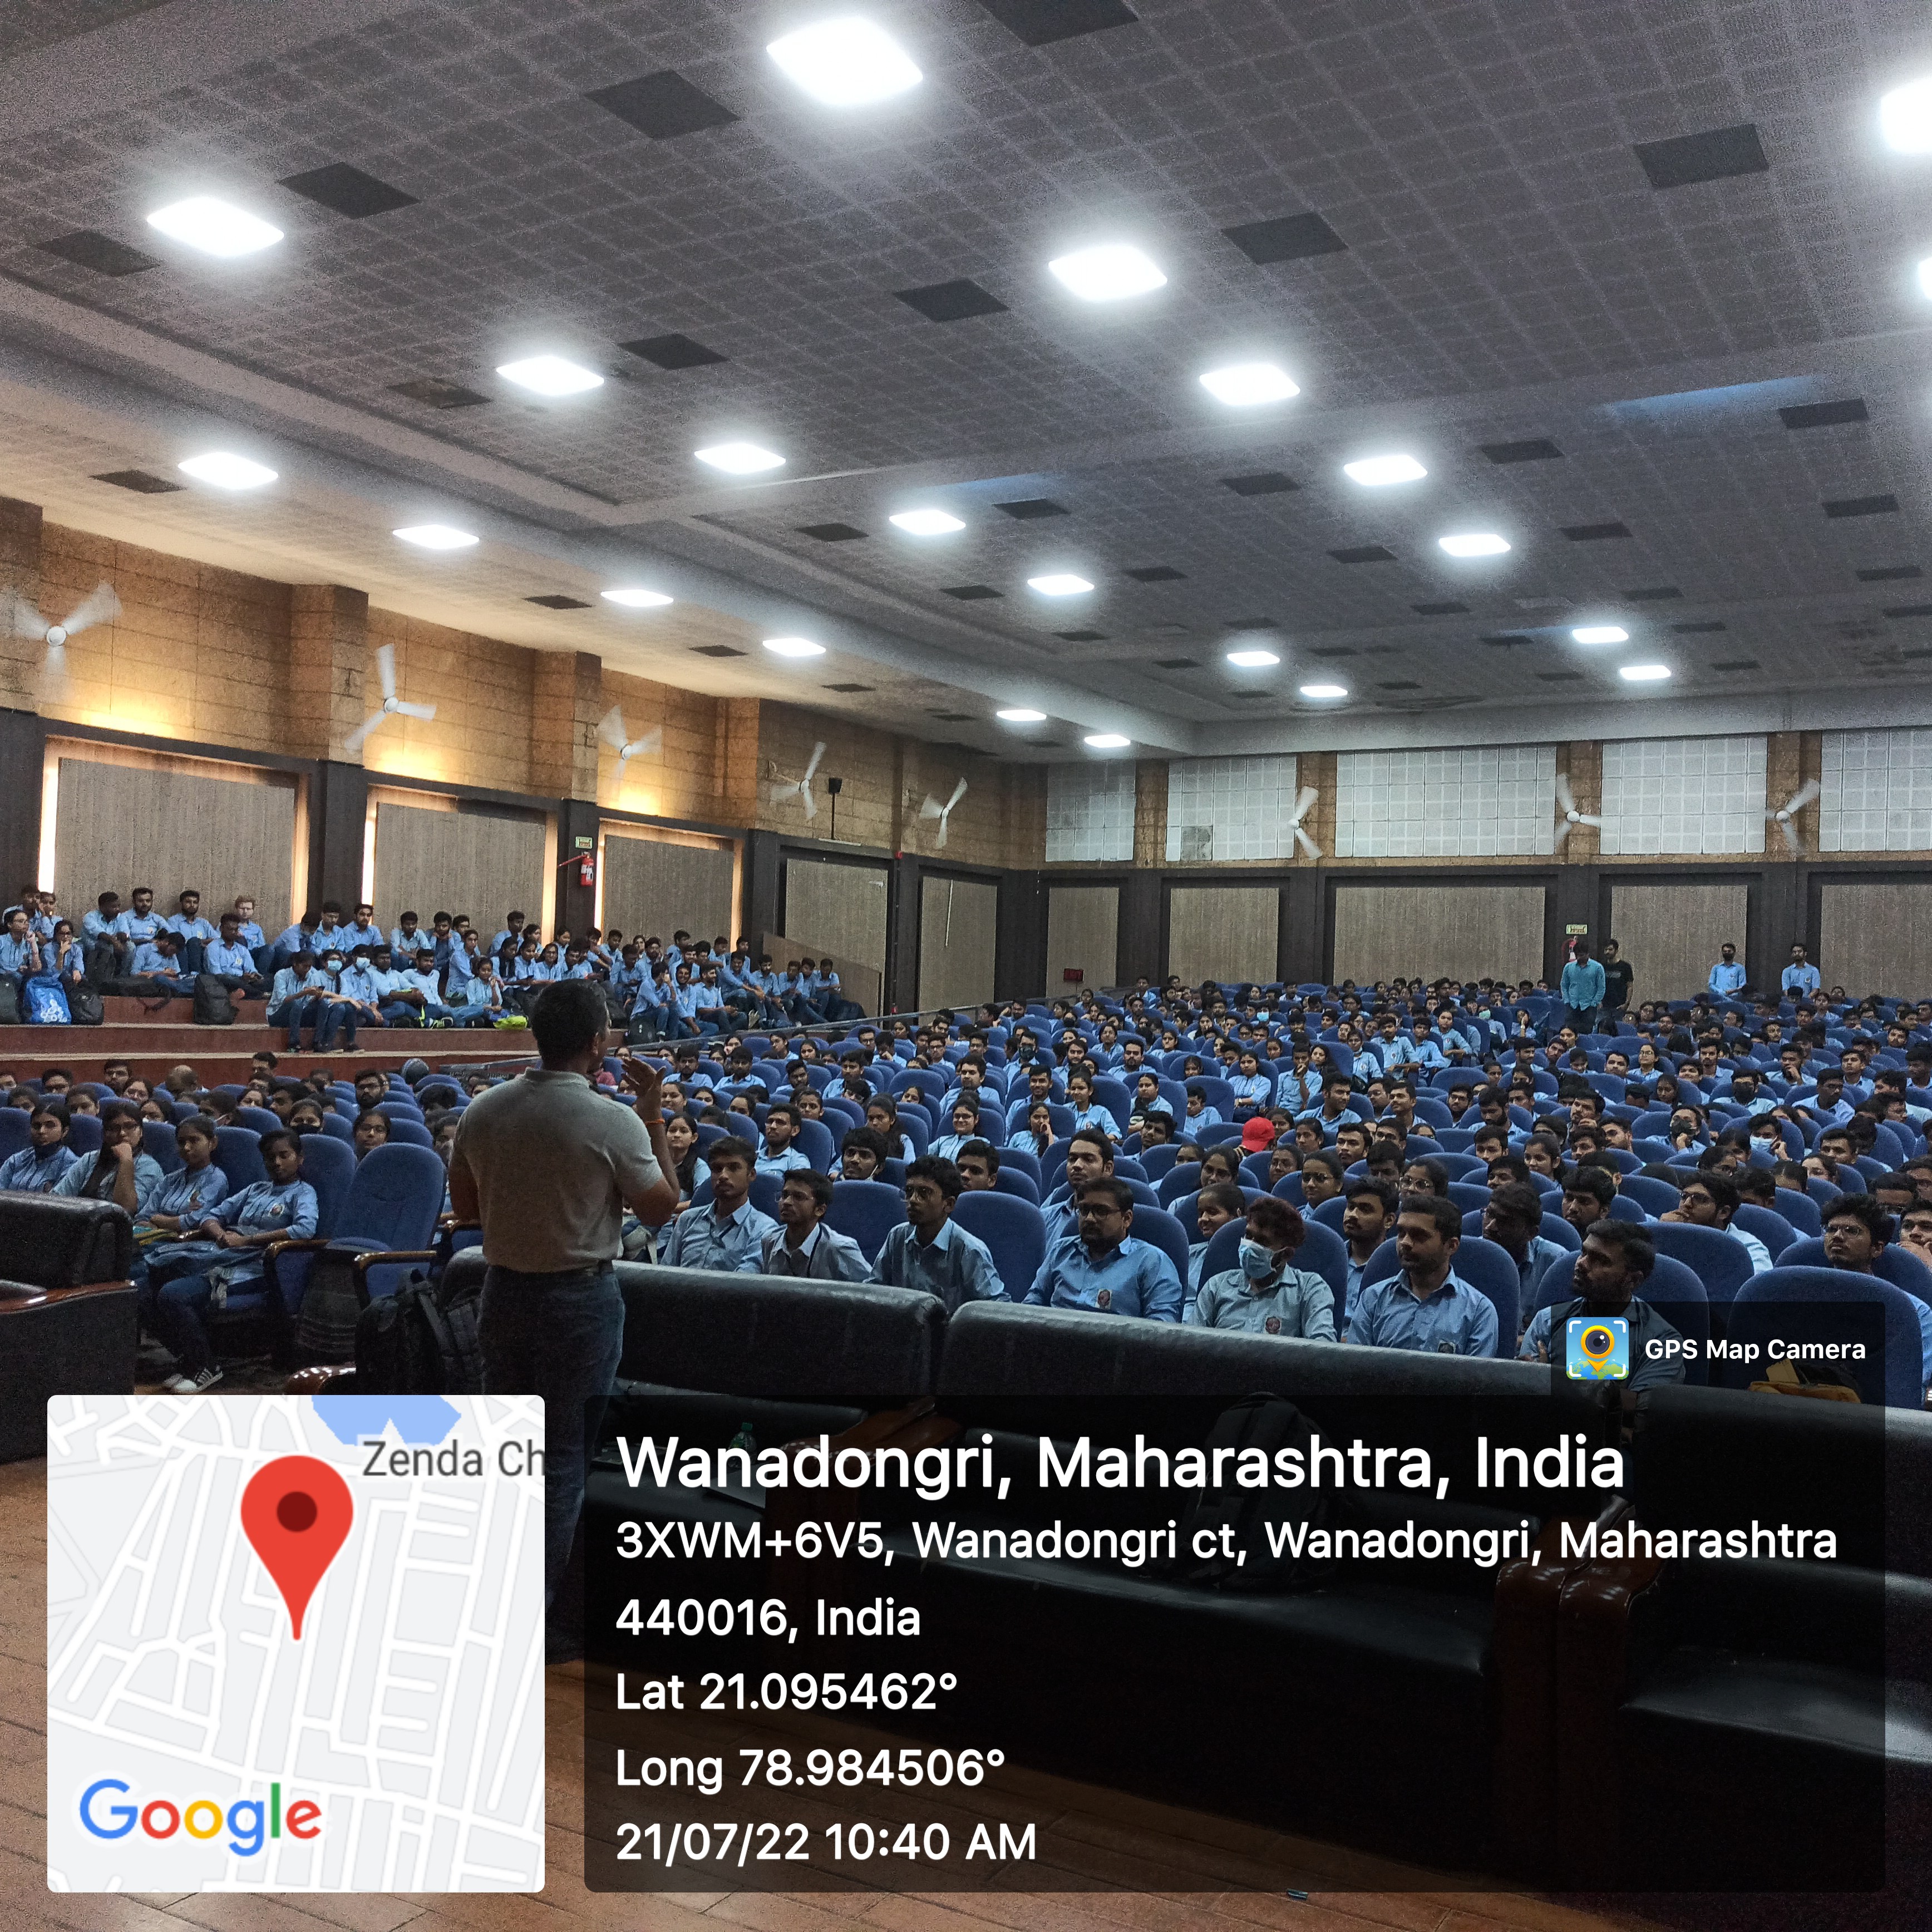 GPS Map Camera
Zenda Ch
Google
Wanadongri, Maharashtra, India
3XWM+6V5, Wanadongri ct, Wanadongri, Maharashtra
440016, India
Lat 21.095462°
Long 78.984506°
21/07/22 10:40 AM